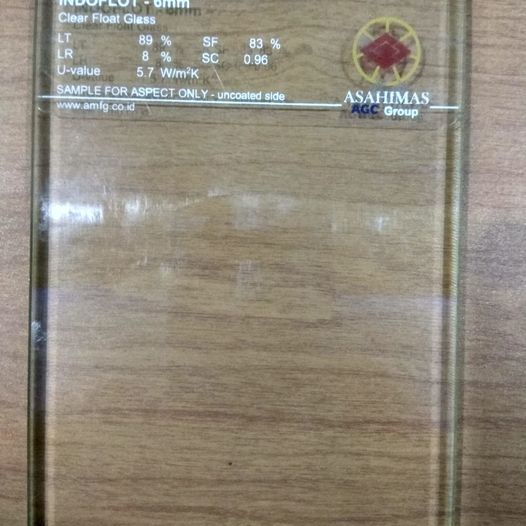 INDOFLOT - 6mm
Clear Float Glass
LT 89 % SF 83 %
LR 8 % SC 0.96
U-value 5.7 W/m²K
SAMPLE FOR ASPECT ONLY - uncoated side
www.amfg.co.id
ASAHIMAS
AGC Group